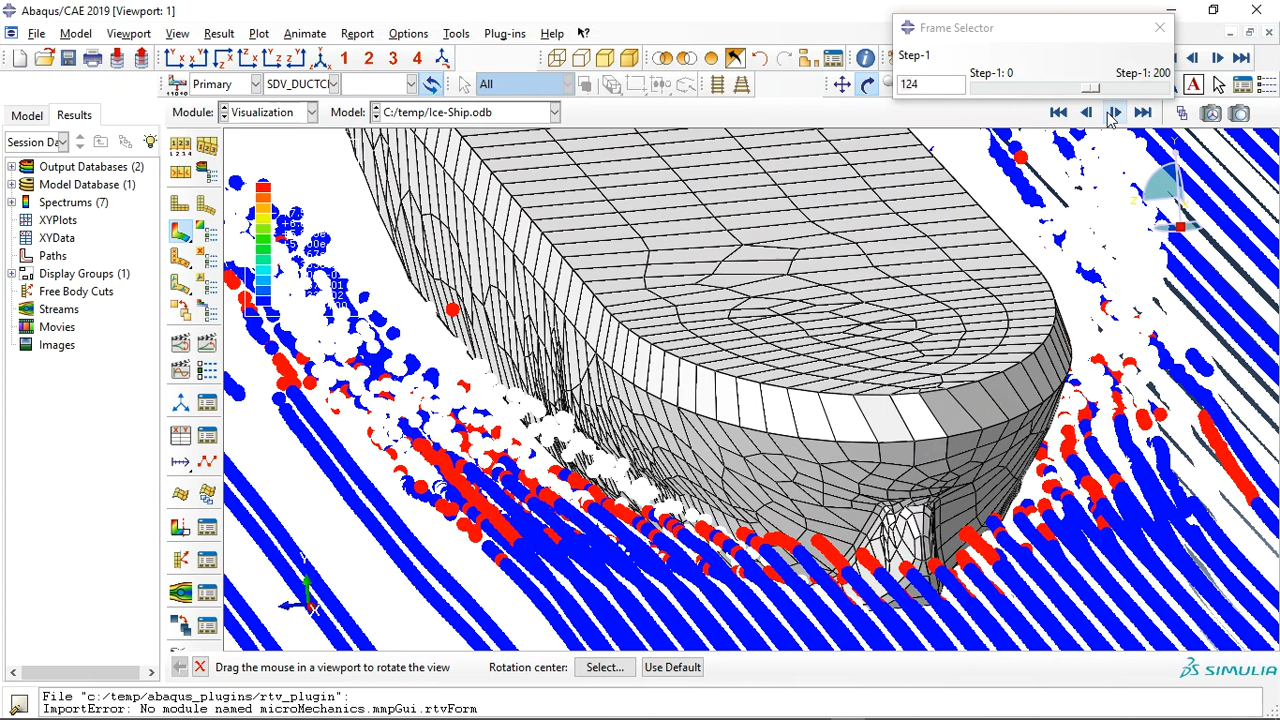 Abaqus/CAE 2019 [Viewport: 1]
File Model Viewport View Result Plot Animate Report Options Tools Plug-ins Help
Frame Selector
Step-1
124
Step-1: 0
Step-1: 200
1 2 3 4
Primary
SDV_DUCTC
All
Model
Results
Module:
Visualization
Model:
C:/temp/Ice-Ship.odb
Session Da
Output Databases (2)
Model Database (1)
Spectrums (7)
XYPlots
XYData
Paths
Display Groups (1)
Free Body Cuts
Streams
Movies
Images
Z
X
Drag the mouse in a viewport to rotate the view
Rotation center:
Select...
Use Default
SIMULIA
File "c:/temp/abaqus_plugins/rtv_plugin":
ImportError: No module named microMechanics.mmpGui.rtvForm